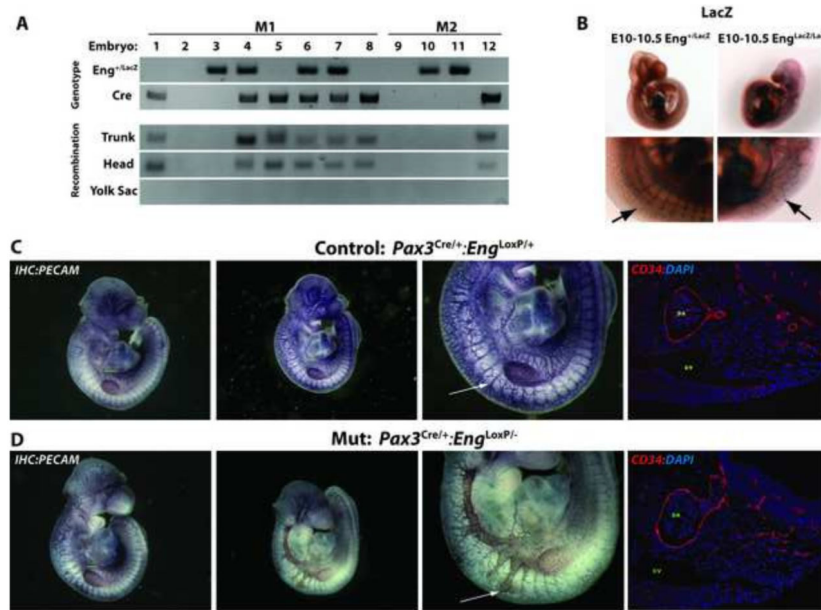 A
M1 M2
Embryo: 1 2 3 4 5 6 7 8 9 10 11 12
Genotype
Eng+/LacZ
Cre
Recombination
Trunk
Head
Yolk Sac
B
LacZ
E10-10.5 Eng+/LacZ E10-10.5 EngLacZ/La
C
Control: Pax3Cre/+:EngLoxP/+
IHC:PECAM
CD34:DAPI
DA
D
Mut: Pax3Cre/+:EngLoxP/-
IHC:PECAM
CD34:DAPI
DA